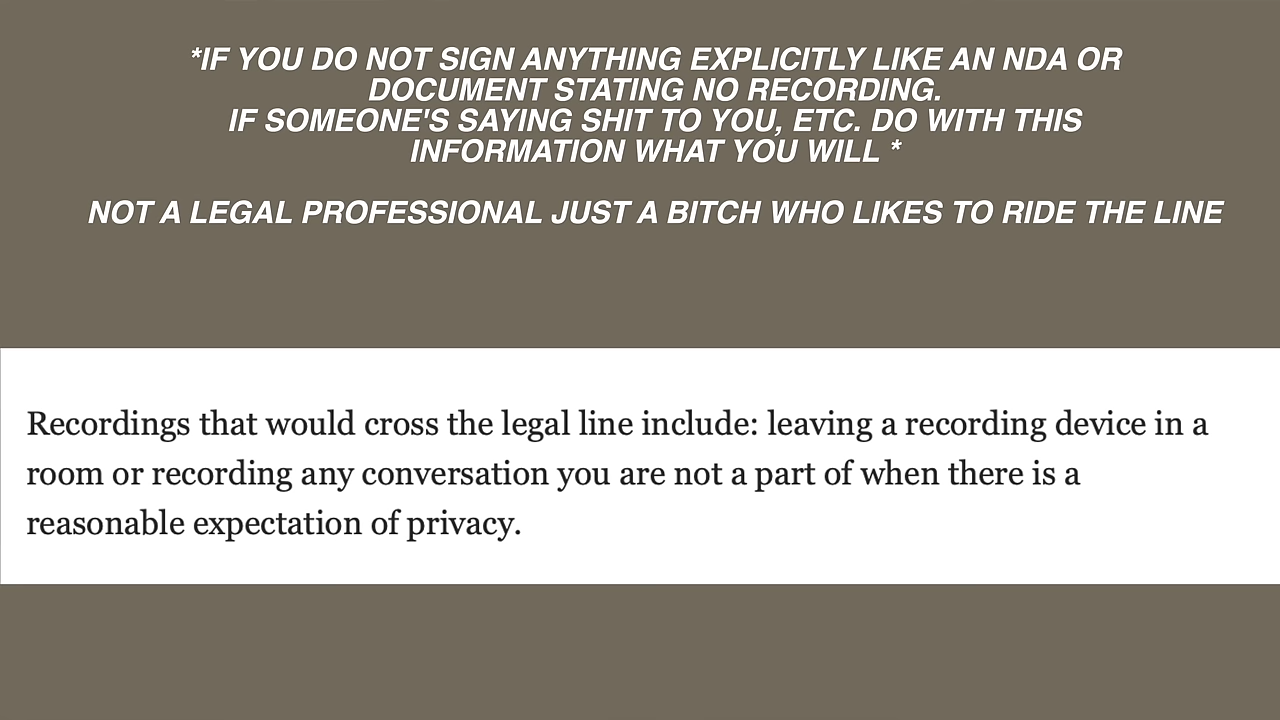 *IF YOU DO NOT SIGN ANYTHING EXPLICITLY LIKE AN NDA OR
DOCUMENT STATING NO RECORDING.
IF SOMEONE'S SAYING SHIT TO YOU, ETC. DO WITH THIS
INFORMATION WHAT YOU WILL *
NOT A LEGAL PROFESSIONAL JUST A BITCH WHO LIKES TO RIDE THE LINE
Recordings that would cross the legal line include: leaving a recording device in a
room or recording any conversation you are not a part of when there is a
reasonable expectation of privacy.